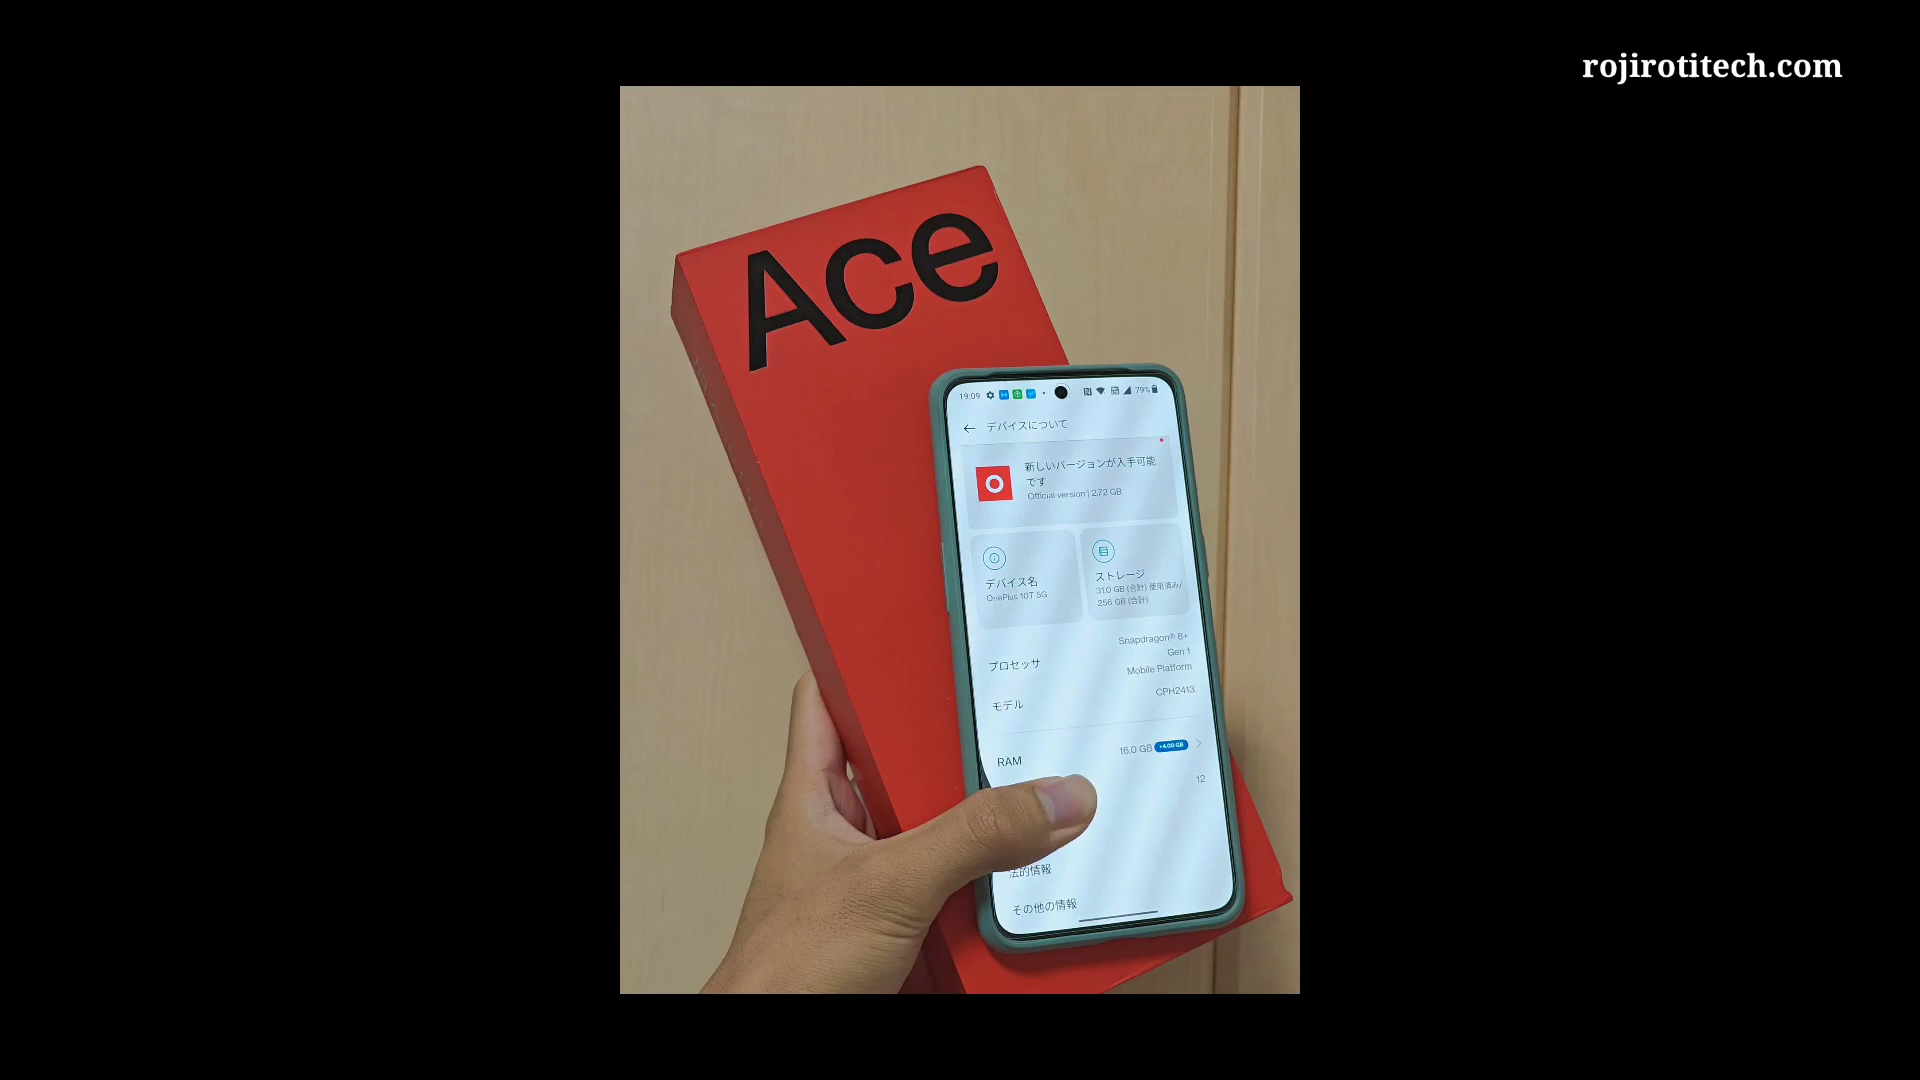 rojirotitech.com
Ace
19:09
79%
デバイスについて
新しいバージョンが入手可能
です
Official version | 2.72 GB
デバイス名
OnePlus 10T 5G
ストレージ
31.0 GB (合計) 使用済み/
256 GB (合計)
プロセッサ
Snapdragon® 8+
Gen 1
Mobile Platform
モデル
CPH2413
RAM
16.0 GB +4.00 GB
12
法的情報
その他の情報